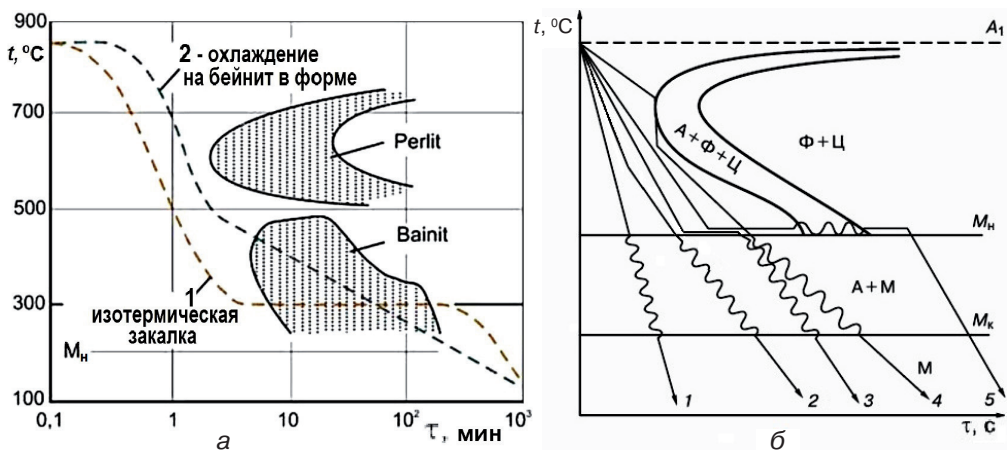 900
t, °C
700
500
300
100
2 - охлаждение
на бейнит в форме
Perlit
Bainit
1
изотермическая
закалка
Mн
0,1
1
10
10²
10³
τ, мин
а
t, °C
A₁
А+Ф+Ц
Ф+Ц
Mн
А+М
Mк
М
1
2
3
4
5
τ, с
б